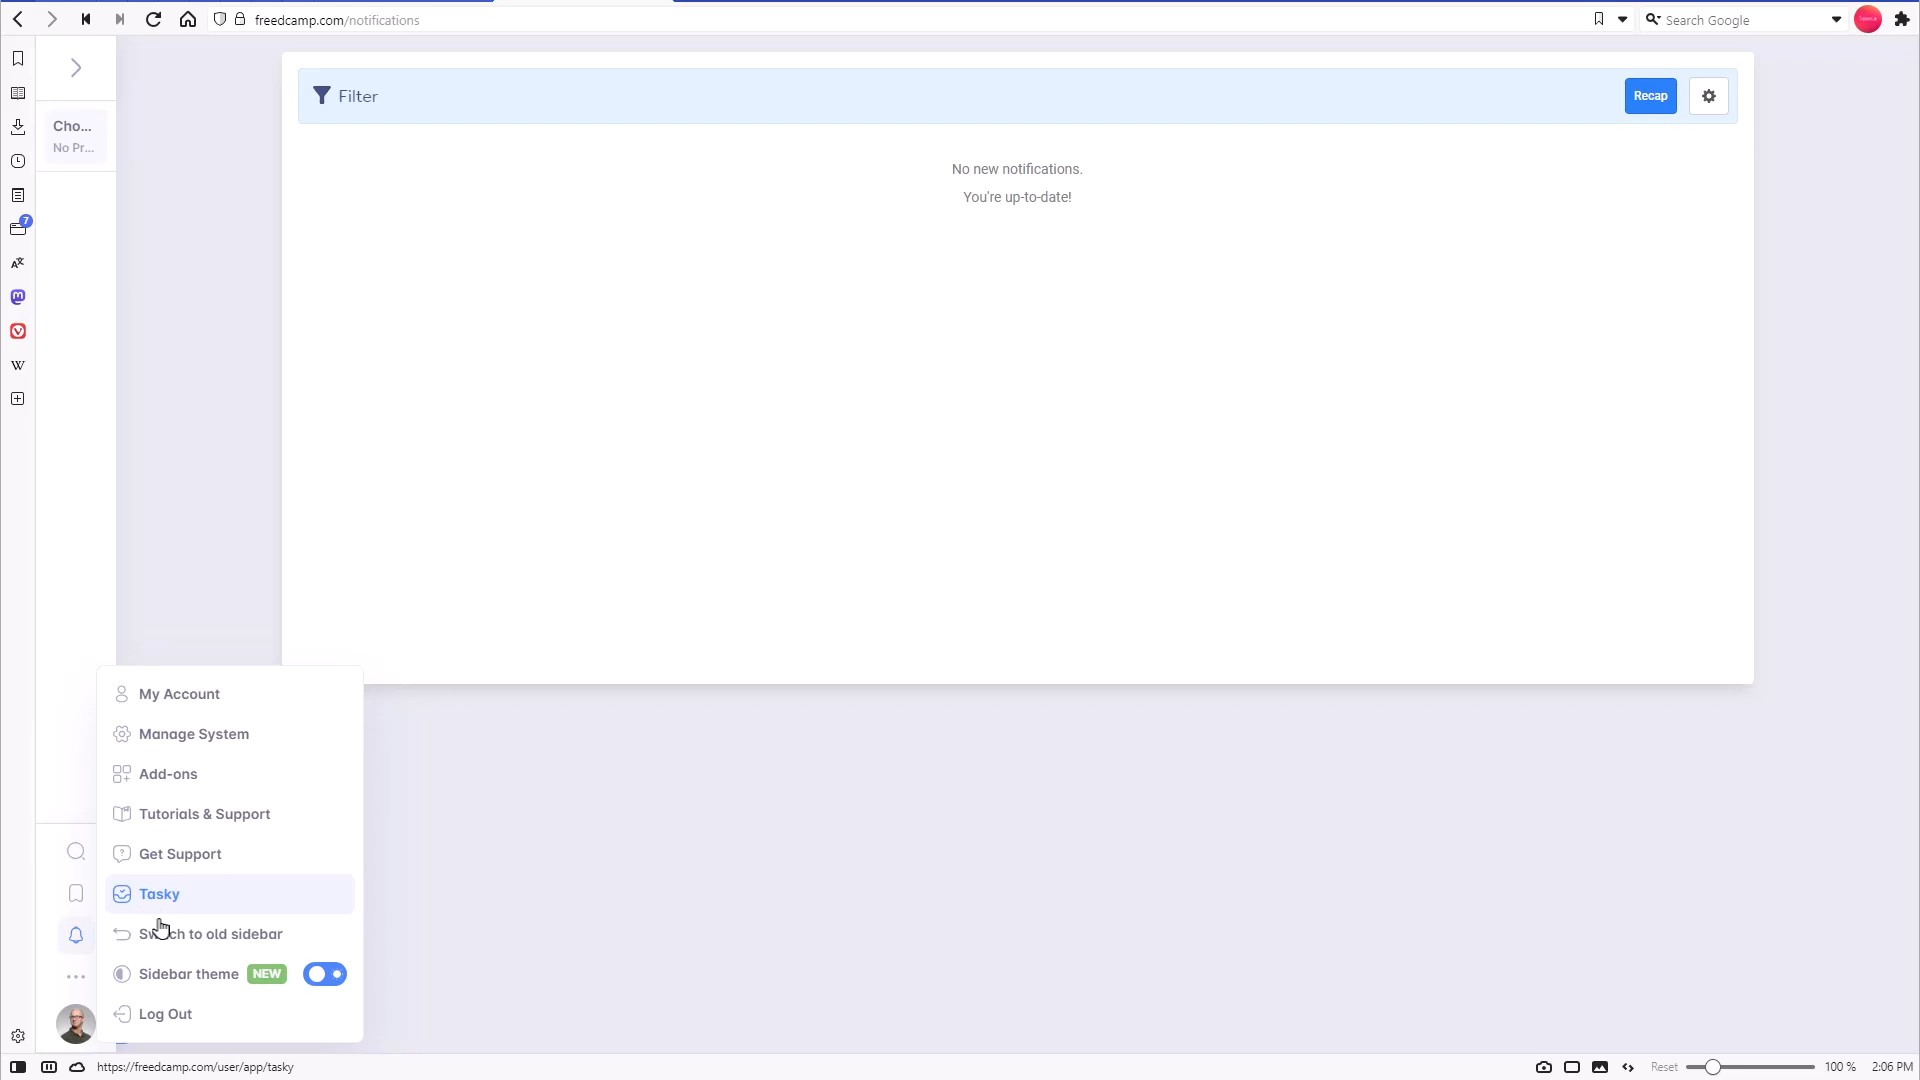 freedcamp.com/notifications
Search Google
7
Cho...
No Pr...
Filter
Recap
No new notifications.
You're up-to-date!
My Account
Manage System
Add-ons
Tutorials & Support
Get Support
Tasky
Switch to old sidebar
Sidebar theme NEW
Log Out
https://freedcamp.com/user/app/tasky
Reset
100 %
2:06 PM